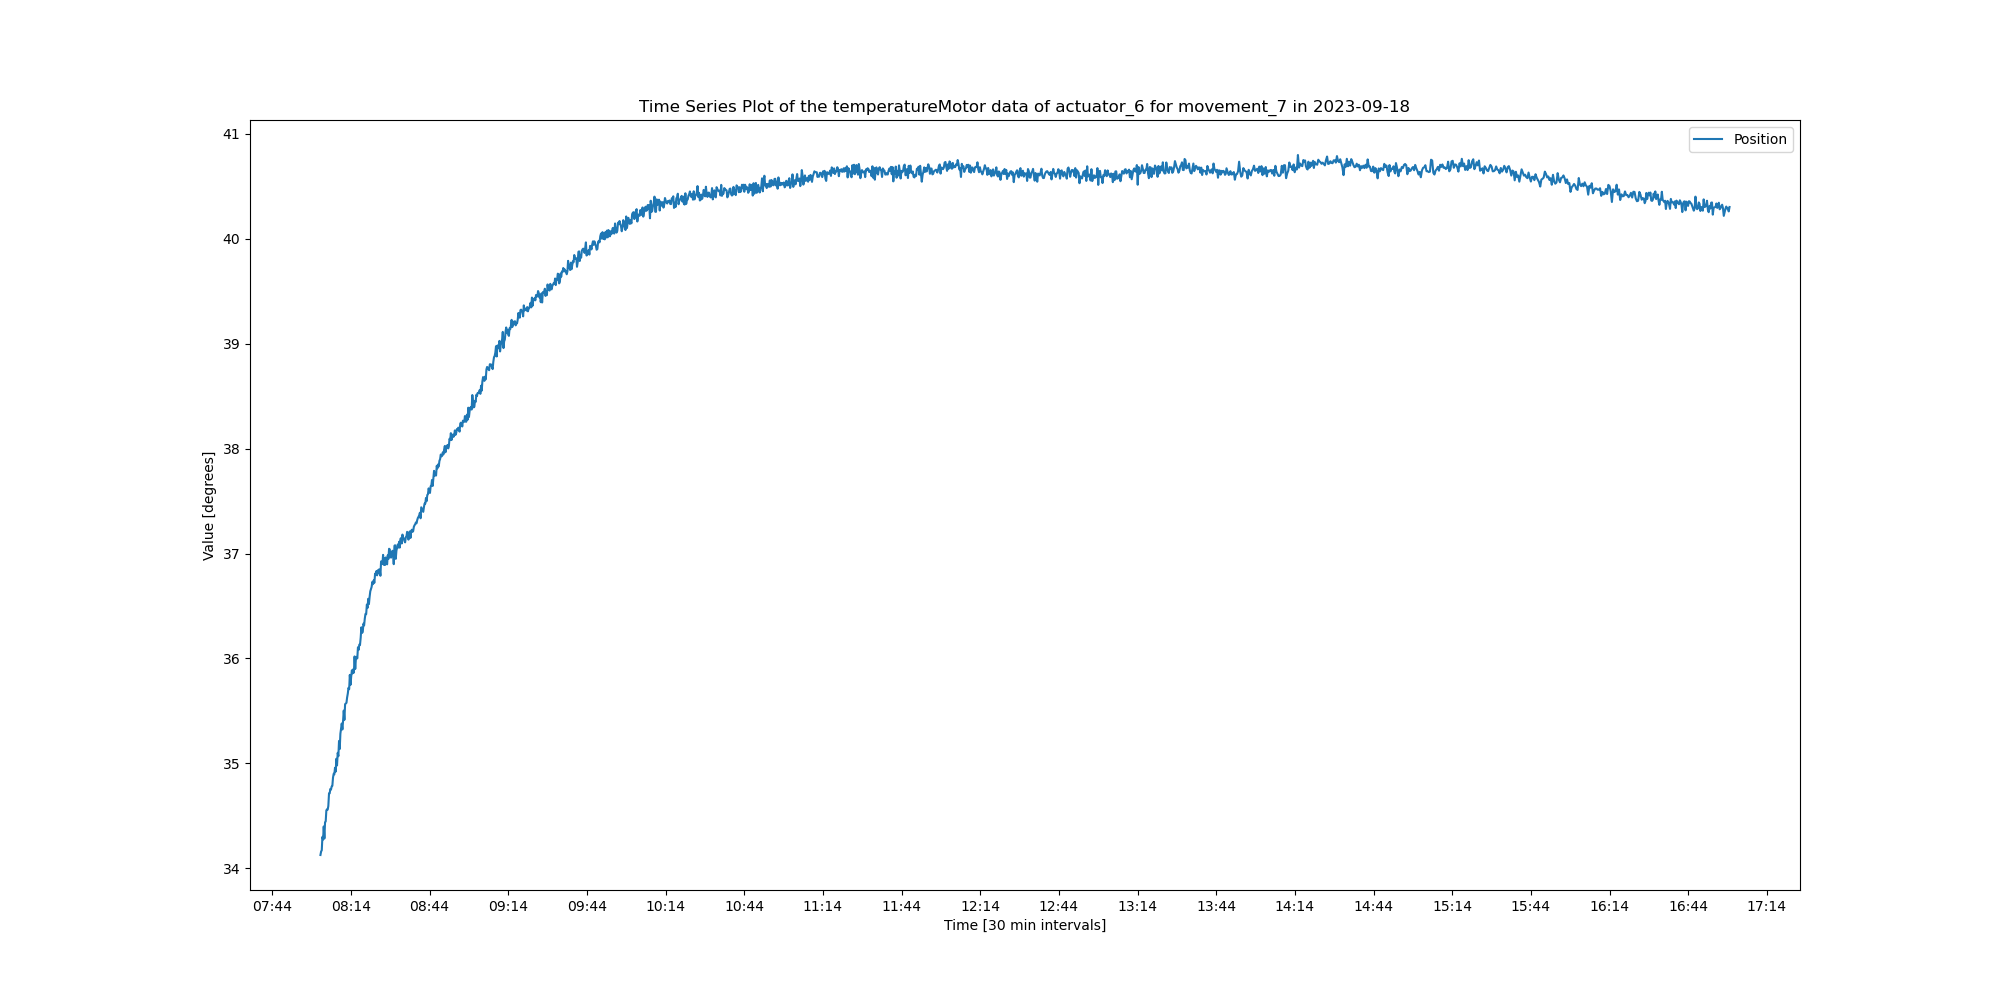 Time Series Plot of the temperatureMotor data of actuator_6 for movement_7 in 2023-09-18
Position
41
40
39
38
37
36
35
34
Value [degrees]
07:44 08:14 08:44 09:14 09:44 10:14 10:44 11:14 11:44 12:14 12:44 13:14 13:44 14:14 14:44 15:14 15:44 16:14 16:44 17:14
Time [30 min intervals]